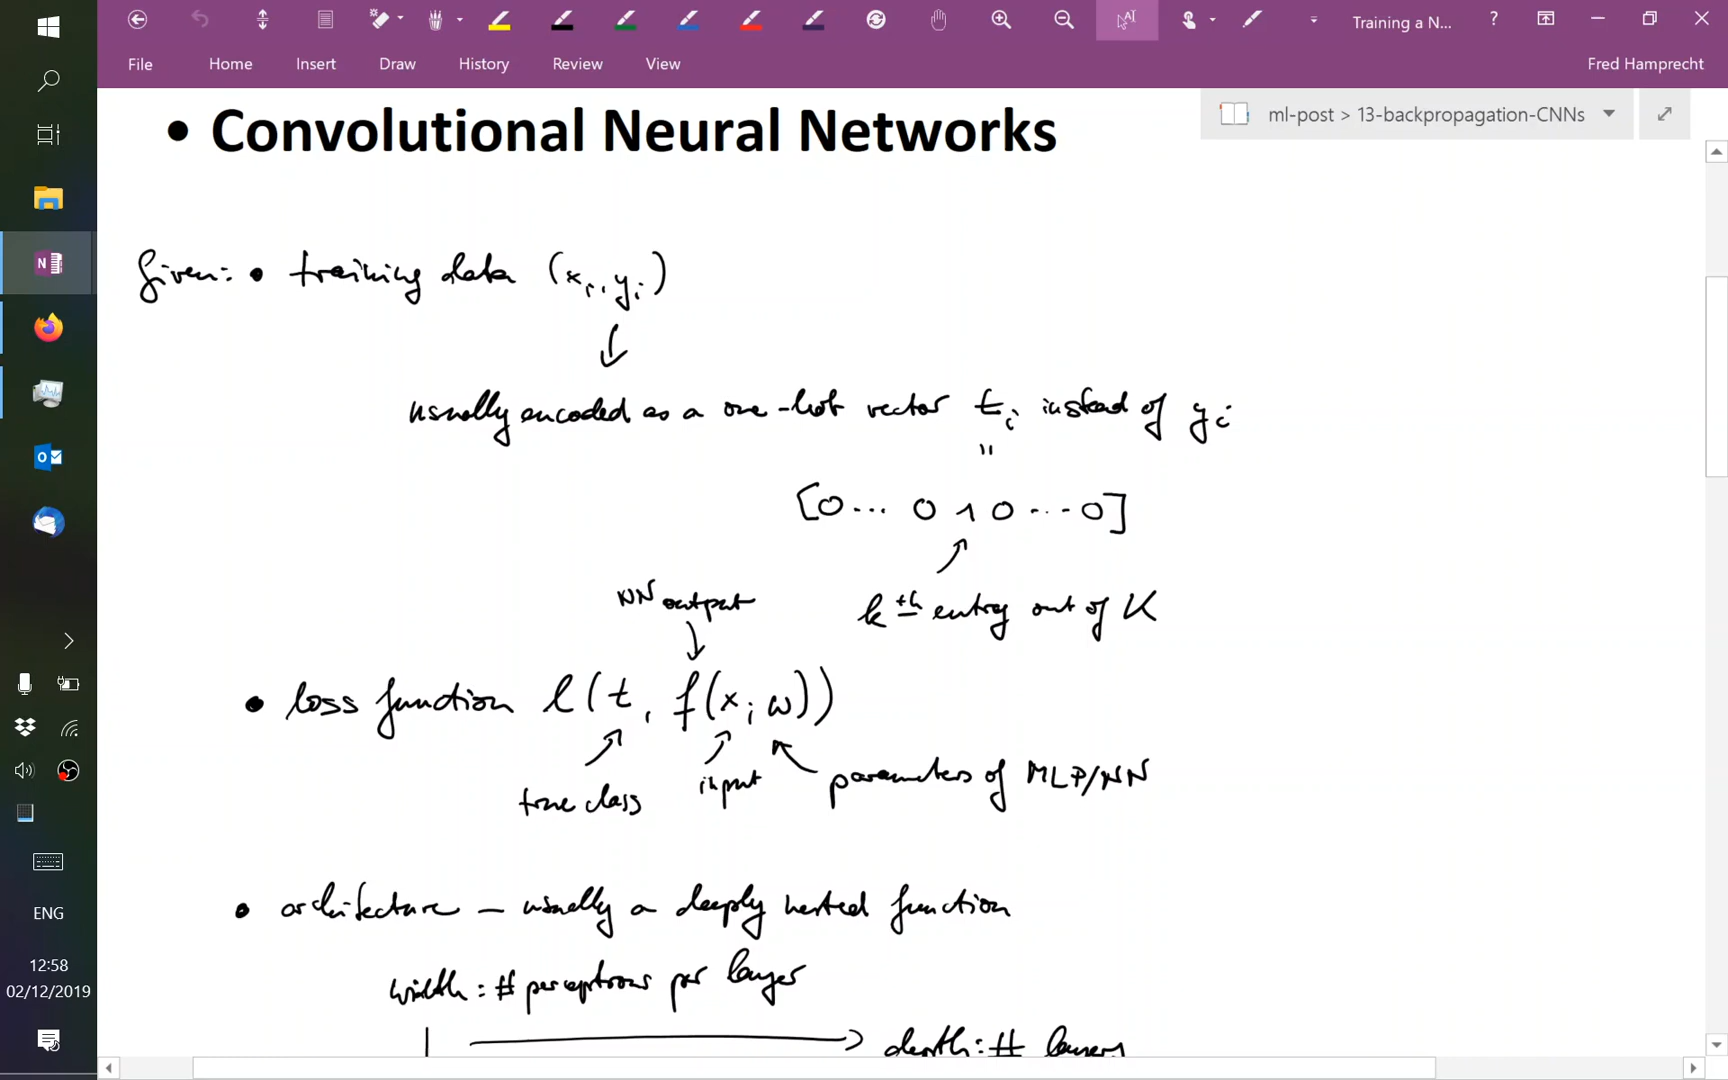 Training a N...
?
File Home Insert Draw History Review View
Fred Hamprecht
• Convolutional Neural Networks
ml-post > 13-backpropagation-CNNs
Given: • training data (xᵢ, yᵢ)
usually encoded as a one-hot vector tᵢ instead of yᵢ
"
[0... 0 1 0 ... 0]
NN output
kth entry out of K
• loss function l(t, f(x; w))
true class
input
parameters of MLP/NN
• architecture – usually a deeply nested function
width: # perceptrons per layer
depth: # layers
ENG
12:58
02/12/2019